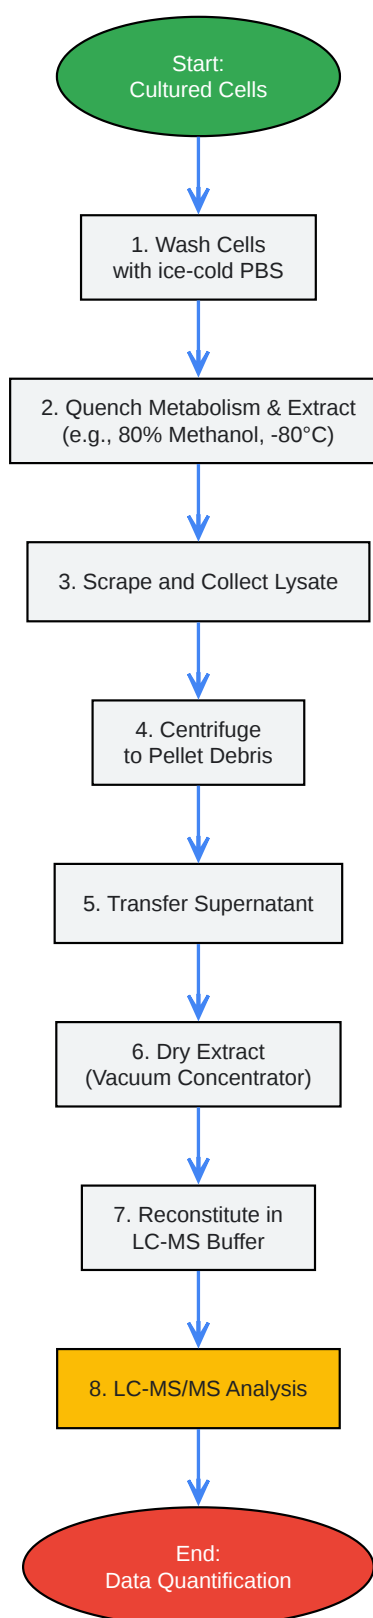 Start:
Cultured Cells
1. Wash Cells
with ice-cold PBS
2. Quench Metabolism & Extract
(e.g., 80% Methanol, -80°C)
3. Scrape and Collect Lysate
4. Centrifuge
to Pellet Debris
5. Transfer Supernatant
6. Dry Extract
(Vacuum Concentrator)
7. Reconstitute in
LC-MS Buffer
8. LC-MS/MS Analysis
End:
Data Quantification